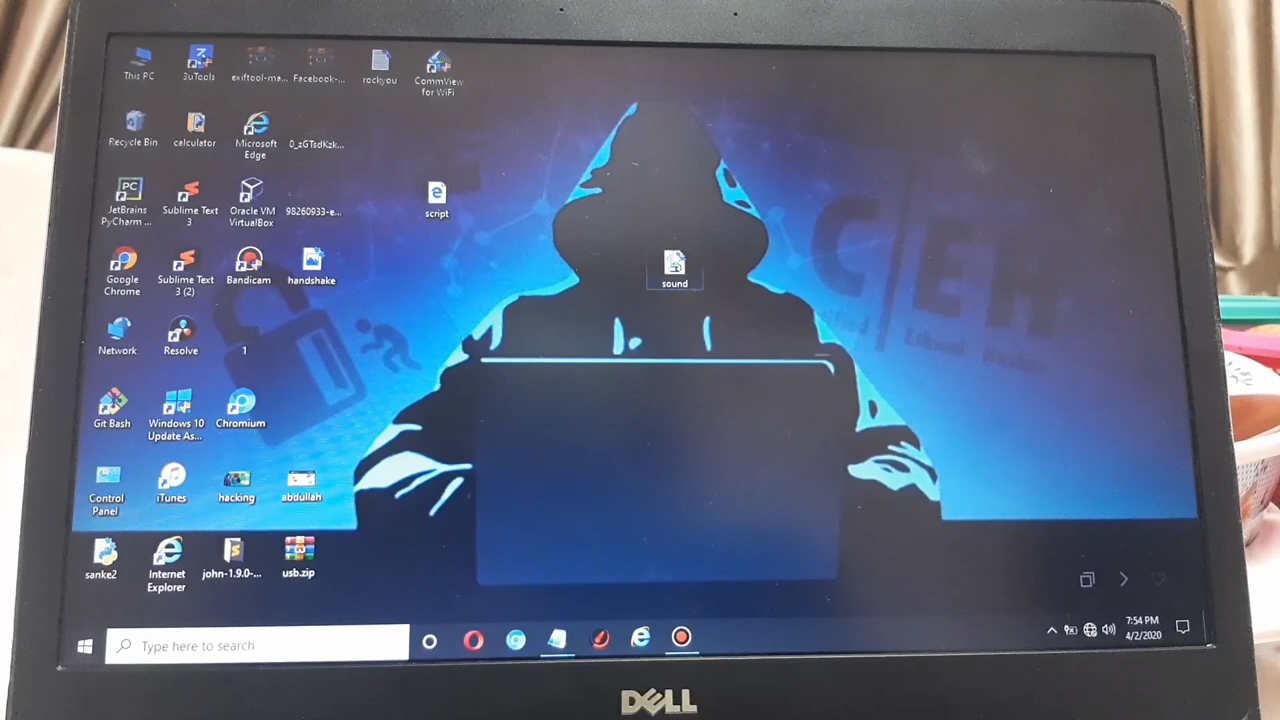 This PC
3uTools
exiftool-ma...
Facebook-...
rockyou
CommView
for WiFi
Recycle Bin
calculator
Microsoft
Edge
0_zGTsdKzk...
JetBrains
PyCharm ...
Sublime Text
3
Oracle VM
VirtualBox
98260933-e...
script
Google
Chrome
Sublime Text
3 (2)
Bandicam
handshake
sound
C|EH
Ethical Hacker
Network
Resolve
1
Git Bash
Windows 10
Update As...
Chromium
Control
Panel
iTunes
hacking
abdullah
sanke2
Internet
Explorer
john-1.9.0-...
usb.zip
Type here to search
7:54 PM
4/2/2020
DELL